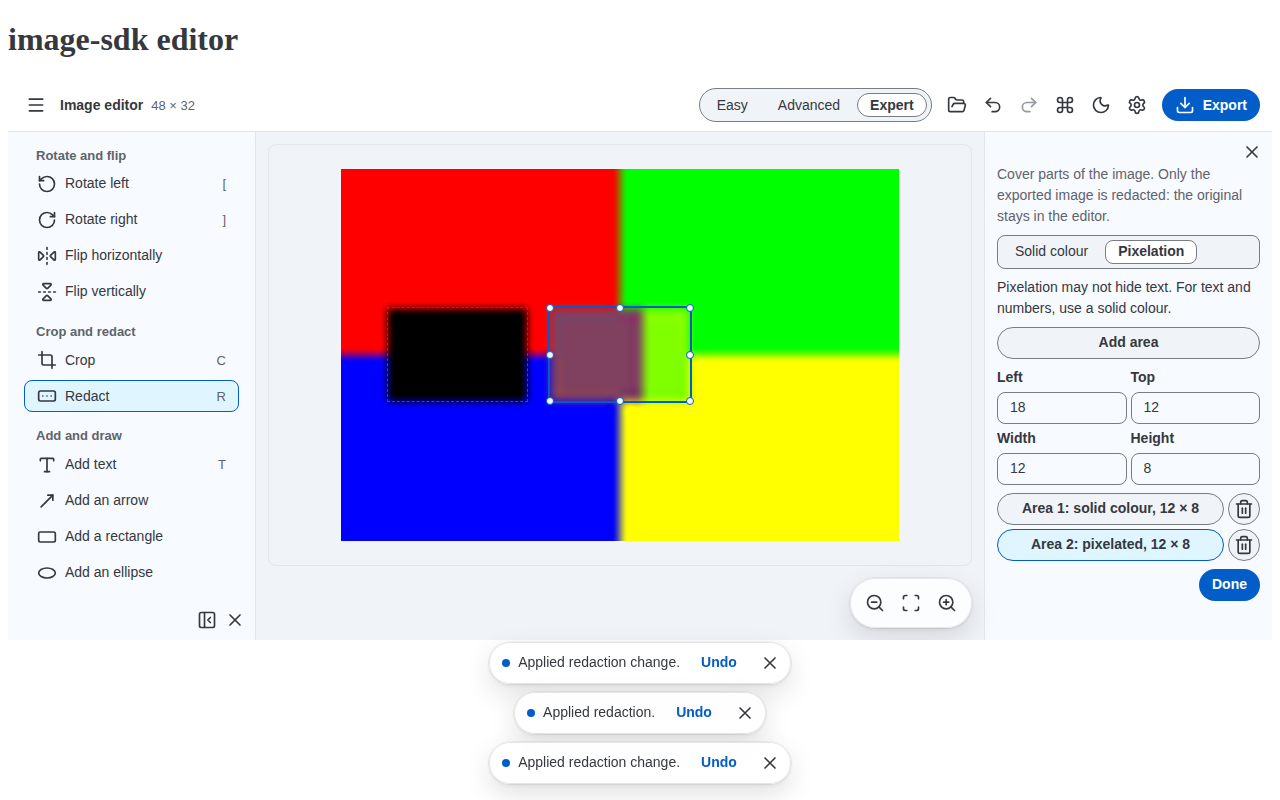 image-sdk editor
Image editor 48 × 32
Easy Advanced Expert
Export
Rotate and flip
Rotate left [
Rotate right ]
Flip horizontally
Flip vertically
Crop and redact
Crop C
Redact R
Add and draw
Add text T
Add an arrow
Add a rectangle
Add an ellipse
Cover parts of the image. Only the
exported image is redacted: the original
stays in the editor.
Solid colour Pixelation
Pixelation may not hide text. For text and
numbers, use a solid colour.
Add area
Left Top
18 12
Width Height
12 8
Area 1: solid colour, 12 × 8
Area 2: pixelated, 12 × 8
Done
Applied redaction change. Undo
Applied redaction. Undo
Applied redaction change. Undo